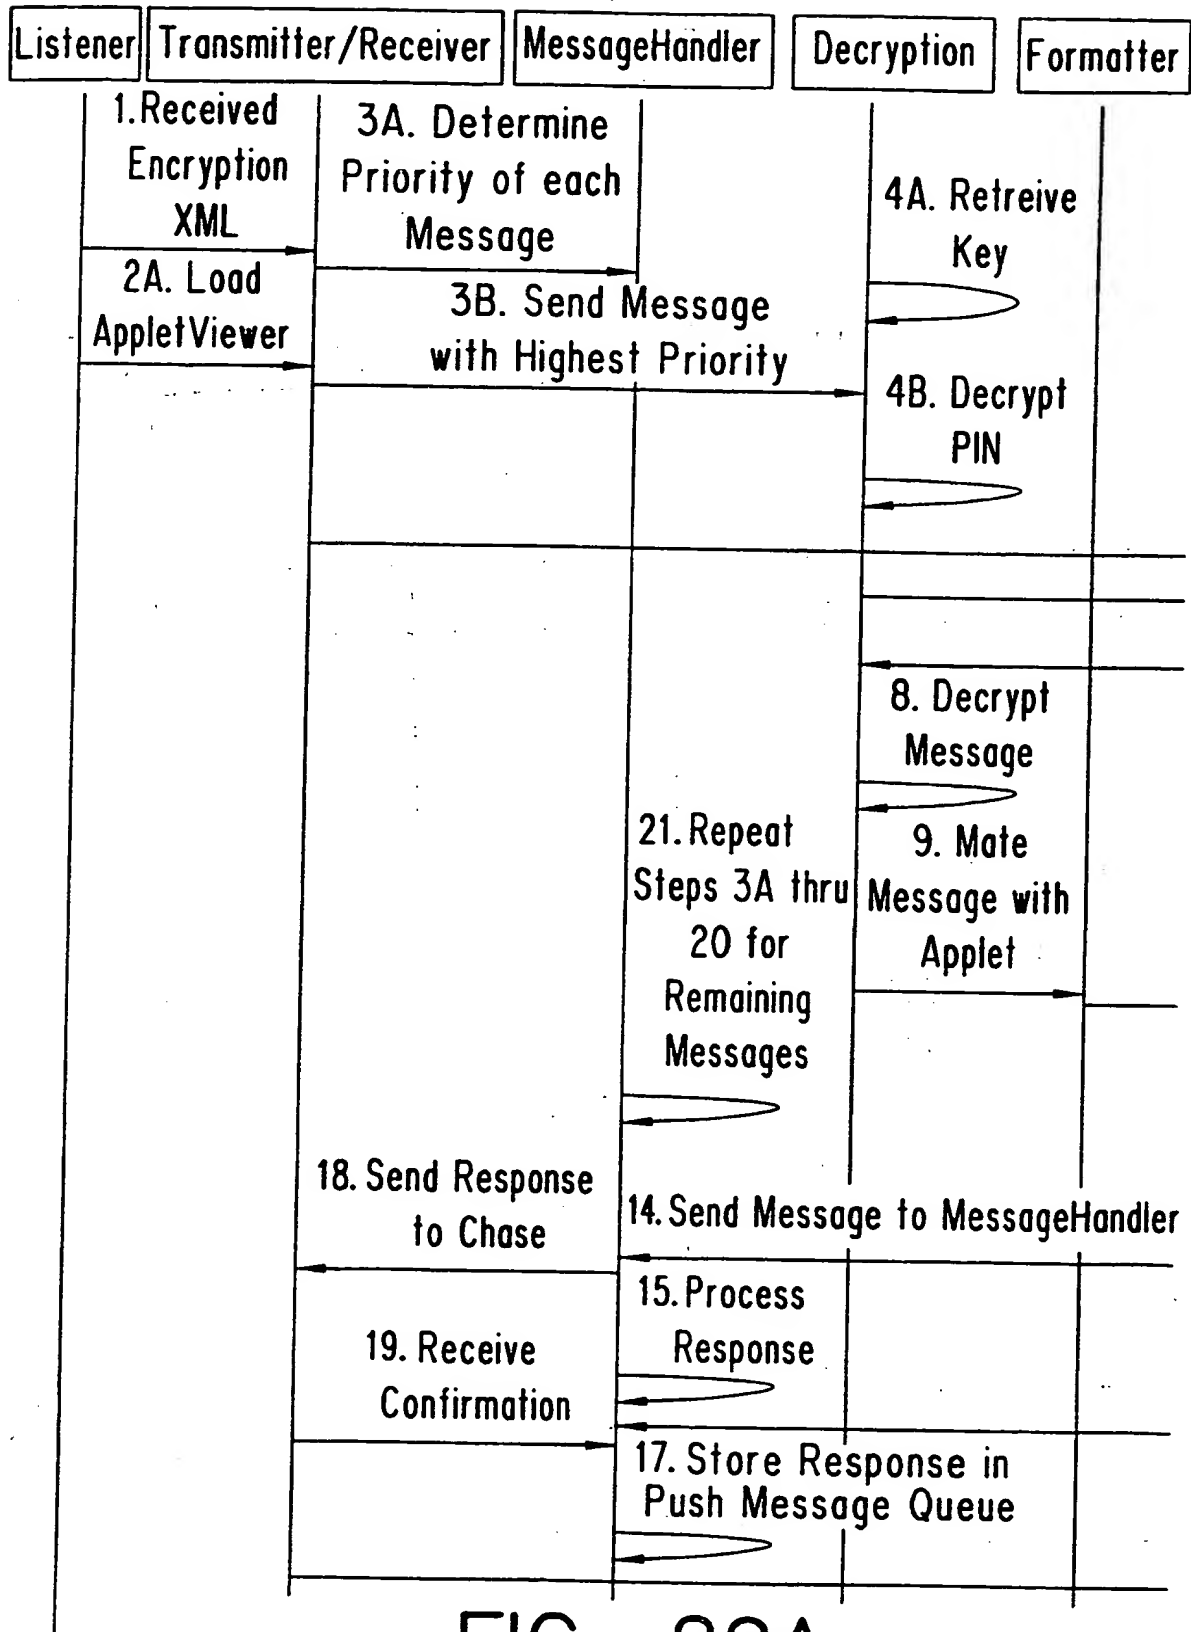 Listener Transmitter/Receiver MessageHandler Decryption Formatter
1. Received
Encryption
XML
3A. Determine
Priority of each
Message
4A. Retreive
Key
2A. Load
AppletViewer
3B. Send Message
with Highest Priority
4B. Decrypt
PIN
8. Decrypt
Message
21. Repeat
Steps 3A thru
20 for
Remaining
Messages
9. Mate
Message with
Applet
18. Send Response
to Chase
14. Send Message to MessageHandler
15. Process
Response
19. Receive
Confirmation
17. Store Response in
Push Message Queue